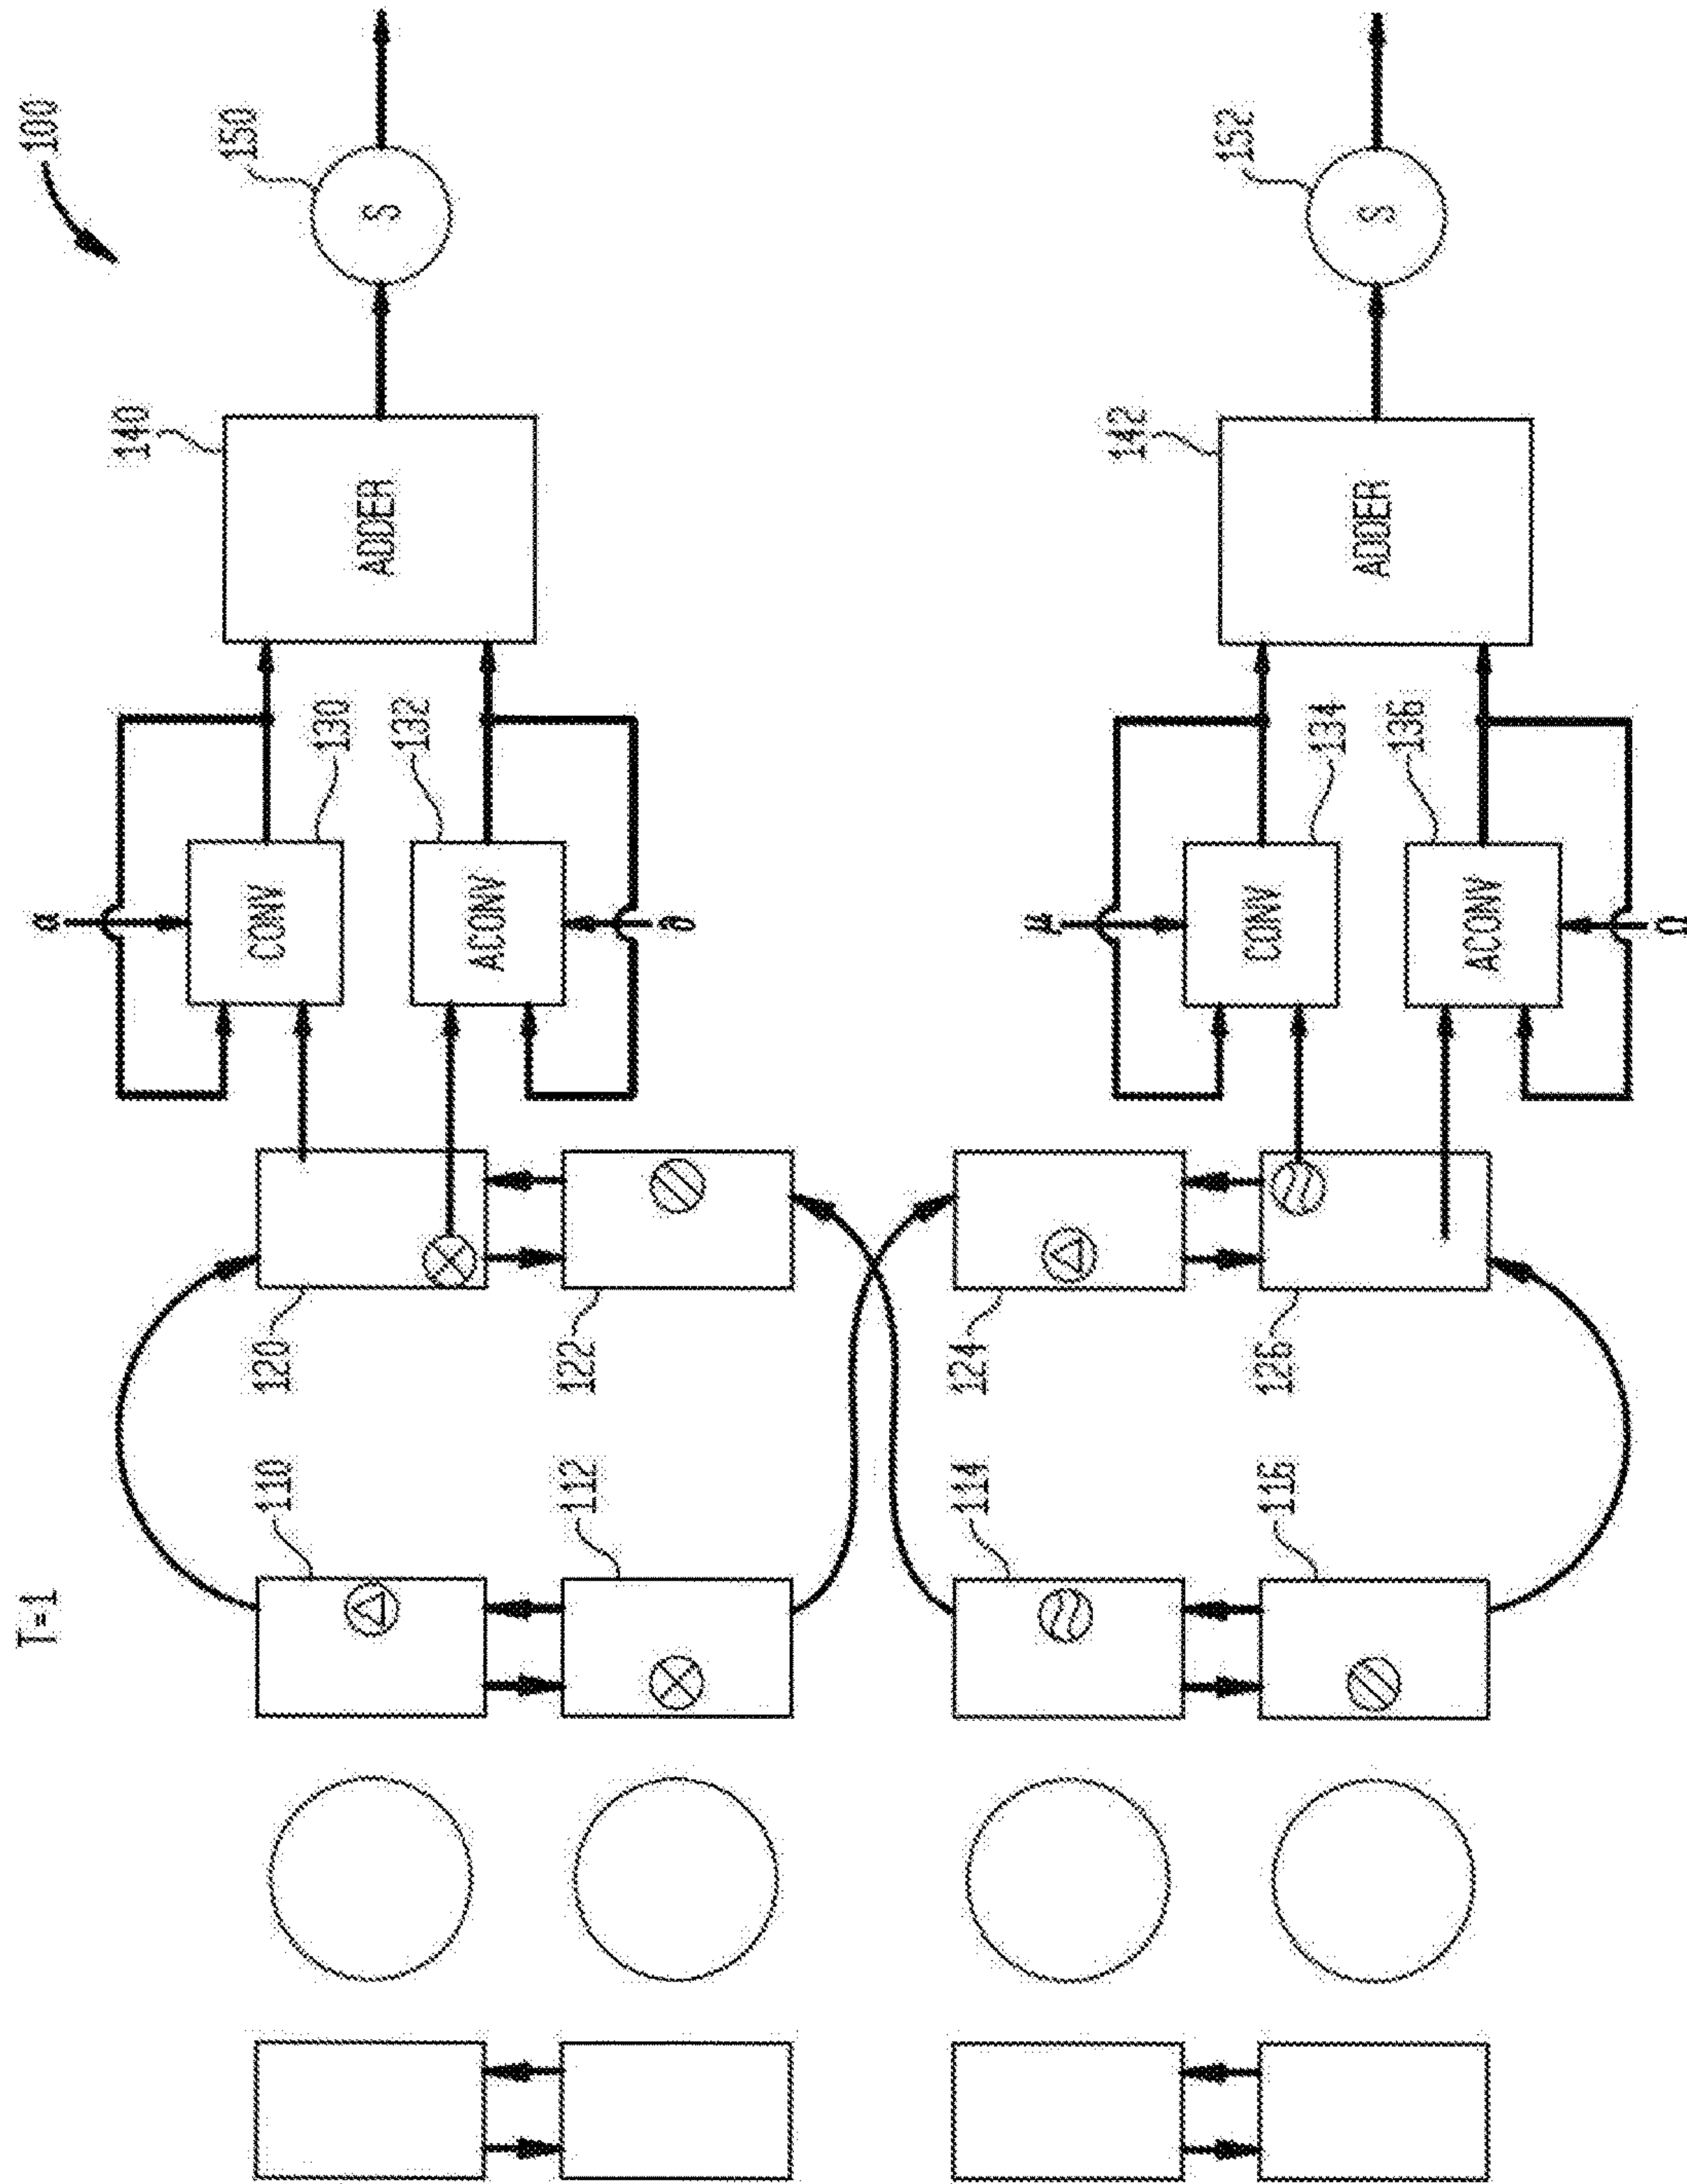 T=1
100
110
120
α
CONV
130
140
ADDER
150
S
112
122
132
ACONV
114
124
μ
CONV
134
142
ADDER
152
S
116
126
136
ACONV
Ω